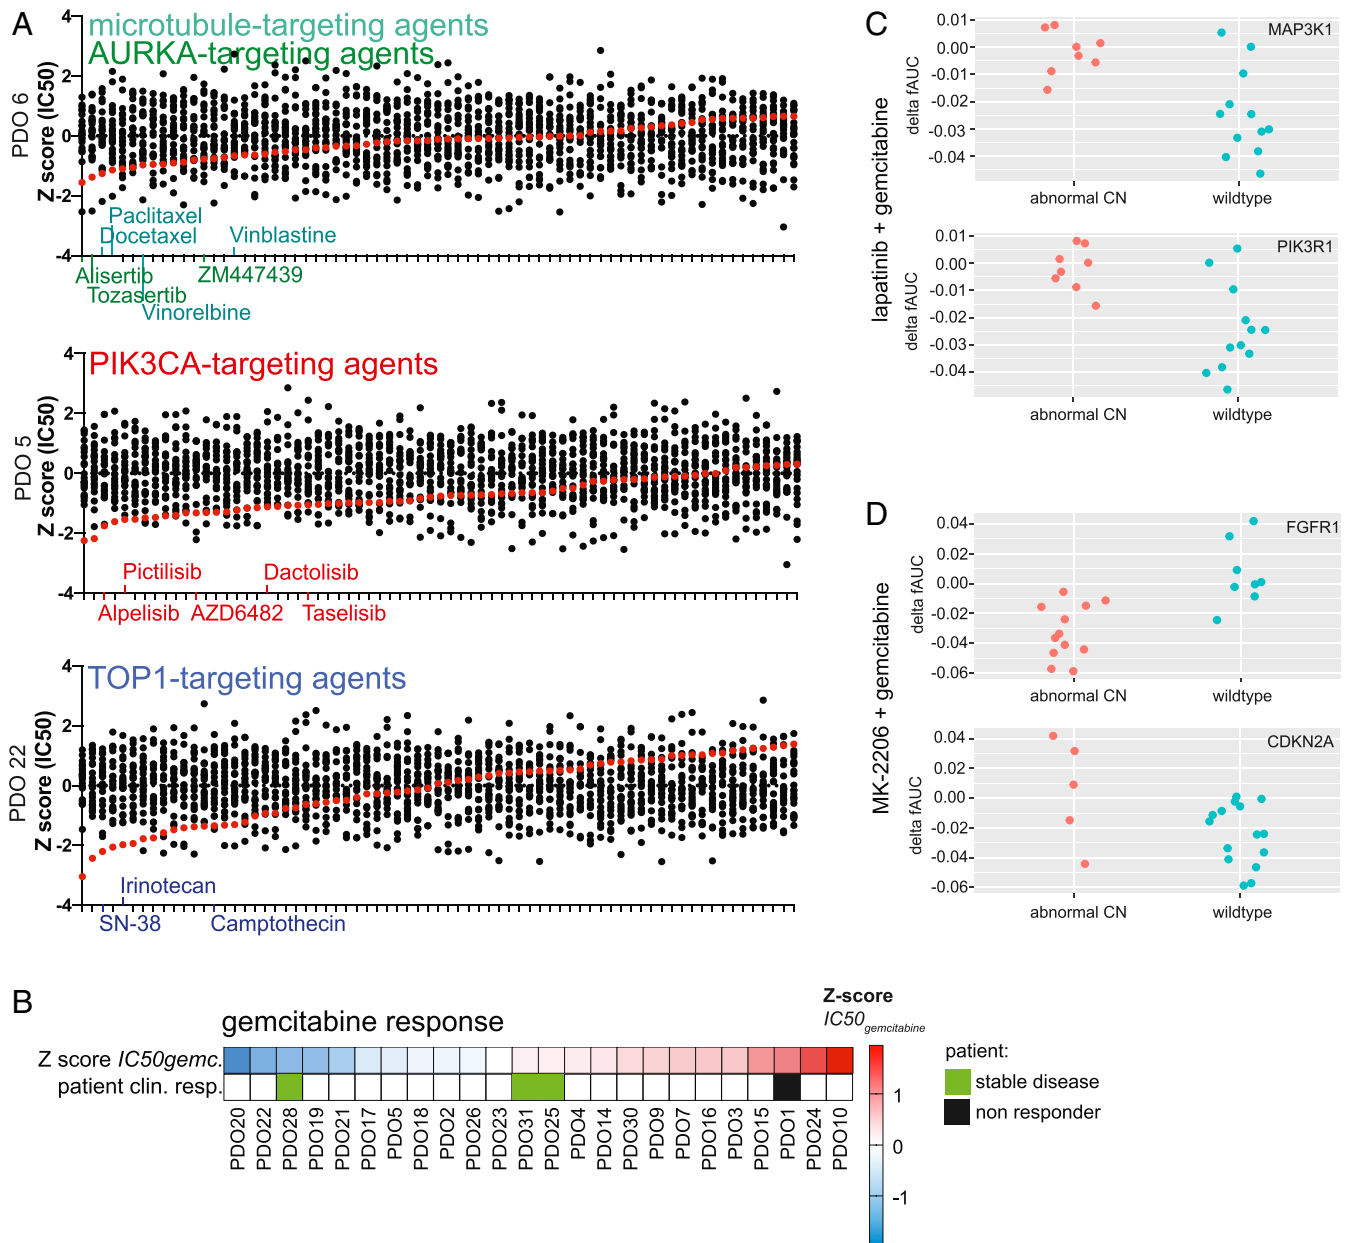 A
microtubule-targeting agents
AURKA-targeting agents
PDO 6
Z score (IC50)
4
2
0
-2
-4
Paclitaxel
Docetaxel
Vinblastine
Alisertib
ZM447439
Tozasertib
Vinorelbine
PIK3CA-targeting agents
PDO 5
Z score (IC50)
4
2
0
-2
-4
Pictilisib
Dactolisib
Alpelisib
AZD6482
Taselisib
TOP1-targeting agents
PDO 22
Z score (IC50)
4
2
0
-2
-4
Irinotecan
SN-38
Camptothecin
B
gemcitabine response
Z score IC50gemc.
patient clin. resp.
PDO20
PDO22
PDO28
PDO19
PDO21
PDO17
PDO5
PDO18
PDO2
PDO26
PDO23
PDO31
PDO25
PDO4
PDO14
PDO30
PDO9
PDO7
PDO16
PDO3
PDO15
PDO1
PDO24
PDO10
Z-score
IC50gemcitabine
1
0
-1
patient:
stable disease
non responder
C
lapatinib + gemcitabine
delta fAUC
0.01
0.00
-0.01
-0.02
-0.03
-0.04
MAP3K1
abnormal CN
wildtype
delta fAUC
0.01
0.00
-0.01
-0.02
-0.03
-0.04
PIK3R1
abnormal CN
wildtype
D
MK-2206 + gemcitabine
delta fAUC
0.04
0.02
0.00
-0.02
-0.04
-0.06
FGFR1
abnormal CN
wildtype
delta fAUC
0.04
0.02
0.00
-0.02
-0.04
-0.06
CDKN2A
abnormal CN
wildtype